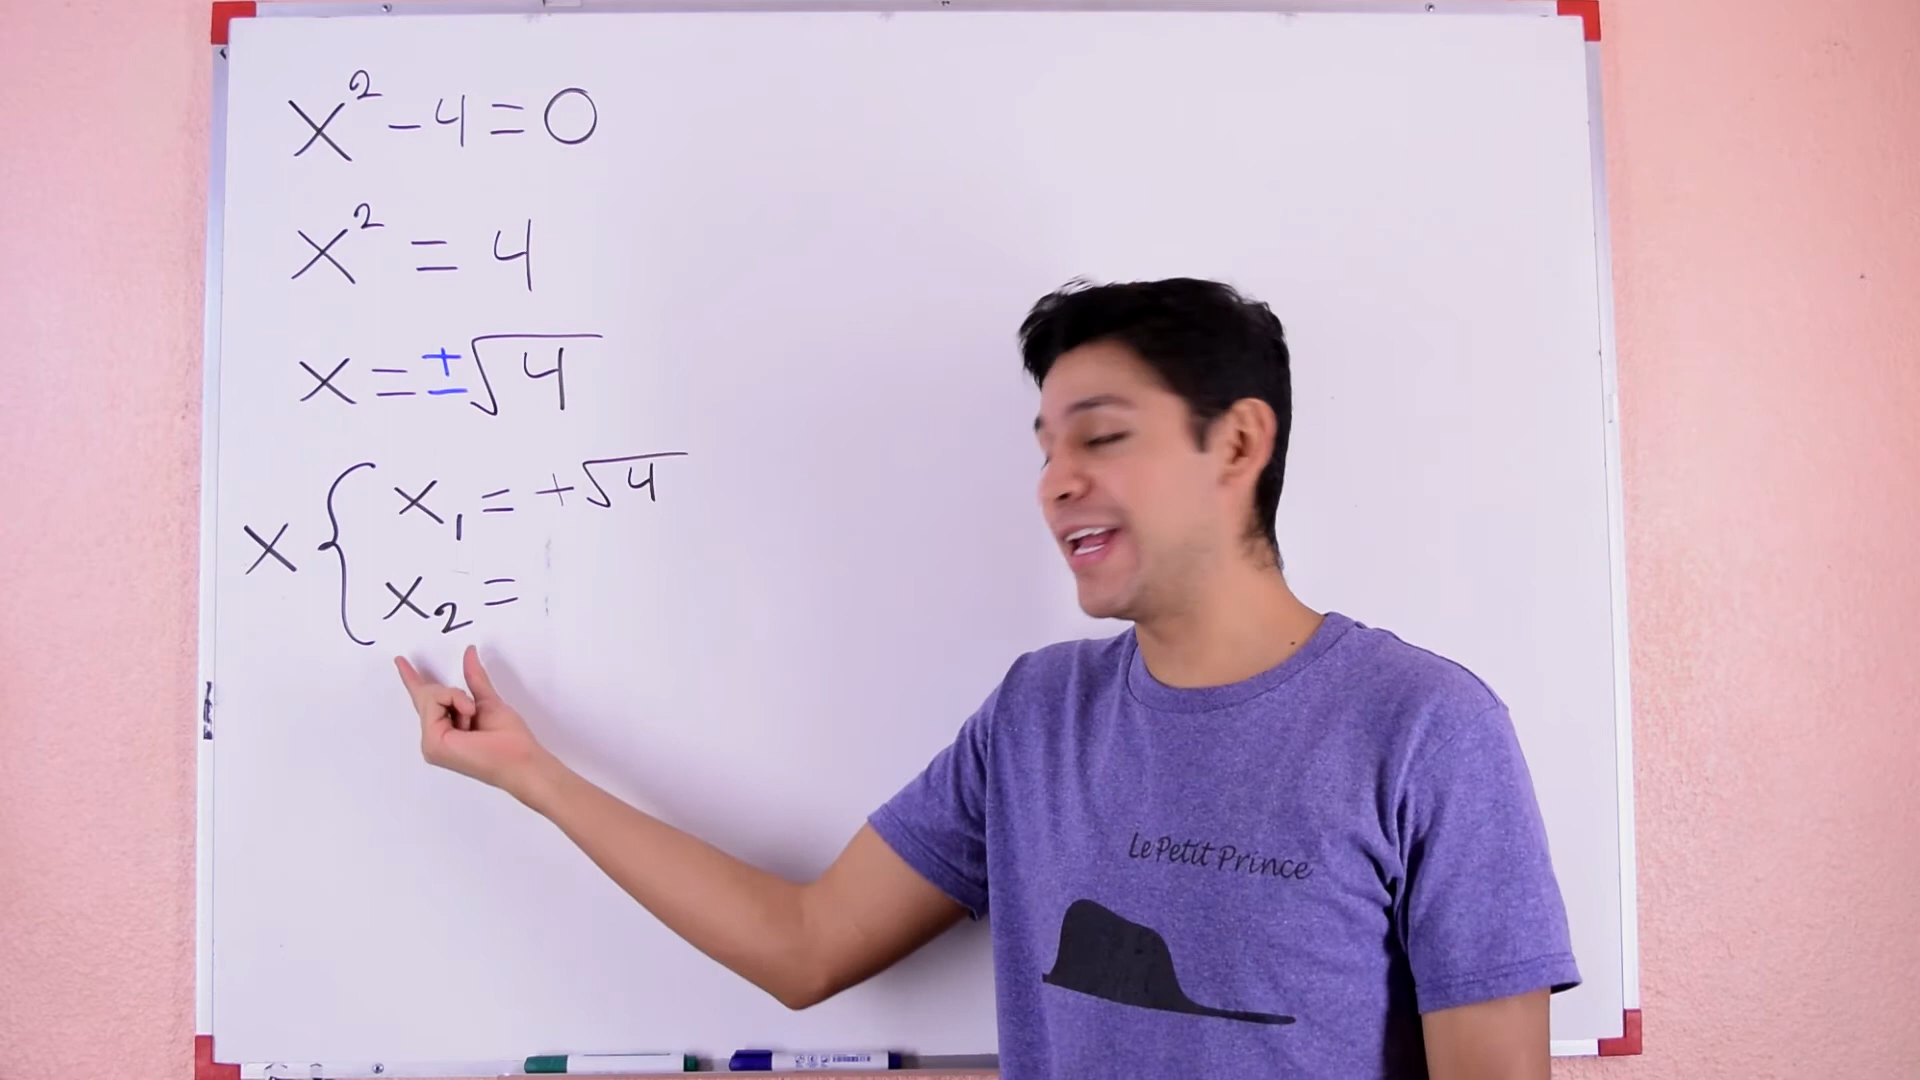 x² - 4 = 0
x² = 4
x = ±√4
x { x₁ = +√4
x₂ =
Le Petit Prince